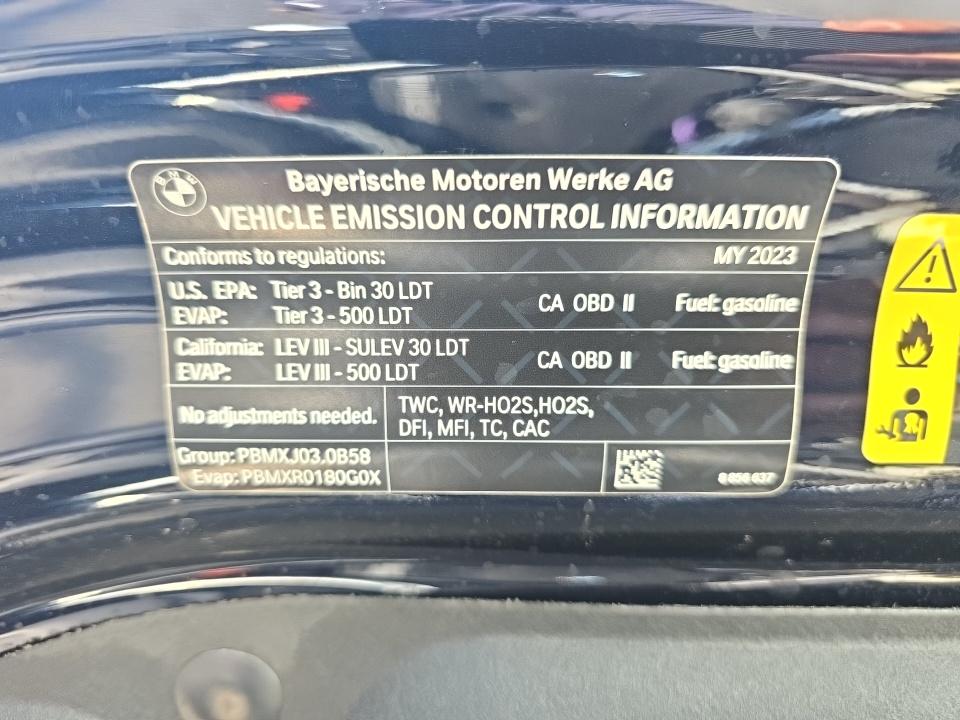 BMW
Bayerische Motoren Werke AG
VEHICLE EMISSION CONTROL INFORMATION
Conforms to regulations: MY 2023
U.S. EPA: Tier 3 - Bin 30 LDT
EVAP: Tier 3 - 500 LDT
CA OBD II Fuel: gasoline
California: LEV III - SULEV 30 LDT
EVAP: LEV III - 500 LDT
CA OBD II Fuel: gasoline
No adjustments needed.
TWC, WR-HO2S,HO2S,
DFI, MFI, TC, CAC
Group: PBMXJ03.0B58
Evap: PBMXR0180G0X